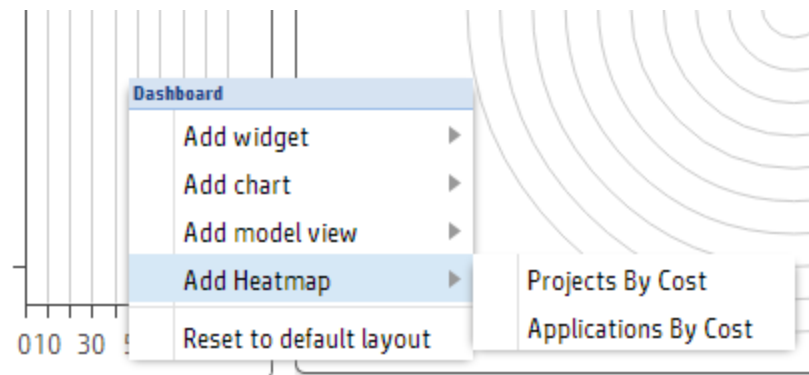 Dashboard
Add widget
Add chart
Add model view
Add Heatmap
Projects By Cost
Applications By Cost
Reset to default layout
010 30